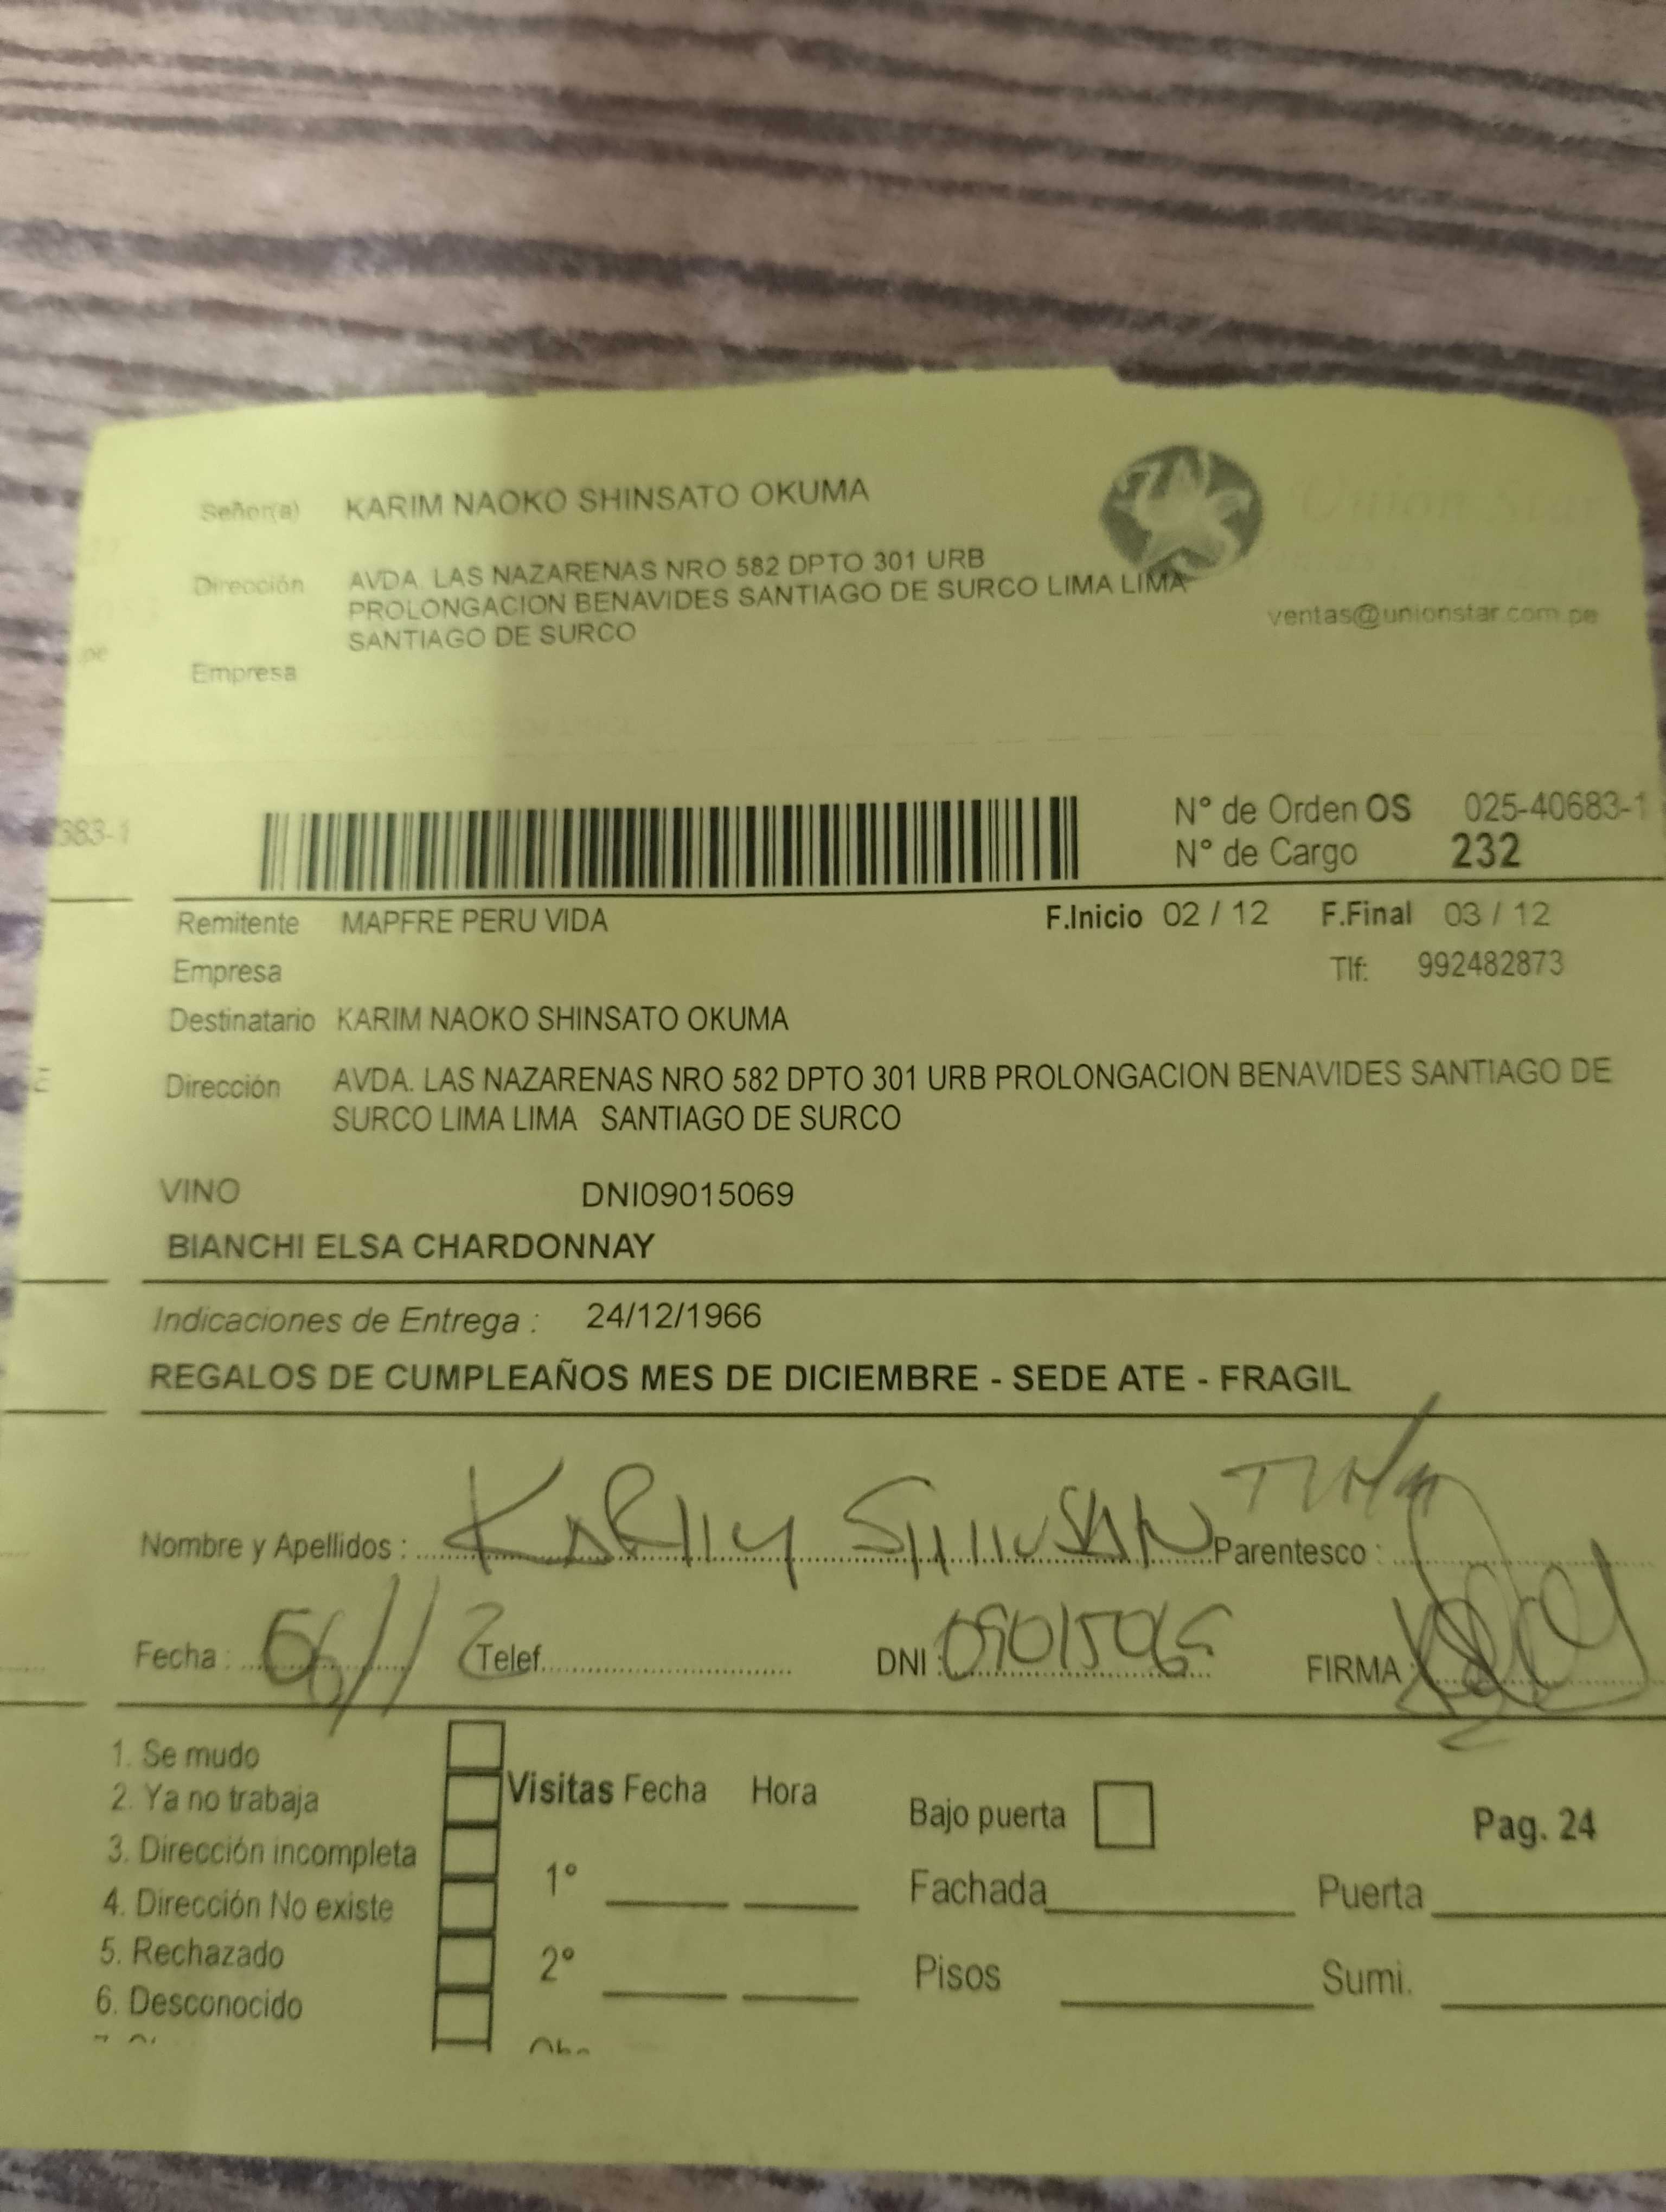 Señor(a) KARIM NAOKO SHINSATO OKUMA
Union Star
Dirección AVDA. LAS NAZARENAS NRO 582 DPTO 301 URB
PROLONGACION BENAVIDES SANTIAGO DE SURCO LIMA LIMA
SANTIAGO DE SURCO
ventas@unionstar.com.pe
Empresa
N° de Orden OS 025-40683-1
N° de Cargo 232
Remitente MAPFRE PERU VIDA F.Inicio 02 / 12 F.Final 03 / 12
Empresa Tlf: 992482873
Destinatario KARIM NAOKO SHINSATO OKUMA
Dirección AVDA. LAS NAZARENAS NRO 582 DPTO 301 URB PROLONGACION BENAVIDES SANTIAGO DE
SURCO LIMA LIMA SANTIAGO DE SURCO
VINO DNI09015069
BIANCHI ELSA CHARDONNAY
Indicaciones de Entrega : 24/12/1966
REGALOS DE CUMPLEAÑOS MES DE DICIEMBRE - SEDE ATE - FRAGIL
Nombre y Apellidos : Parentesco :
Fecha : 06/12 Telef. DNI : FIRMA :
1. Se mudo
2. Ya no trabaja
3. Dirección incompleta
4. Dirección No existe
5. Rechazado
6. Desconocido
Visitas Fecha Hora
1°
2°
Bajo puerta Pag. 24
Fachada Puerta
Pisos Sumi.